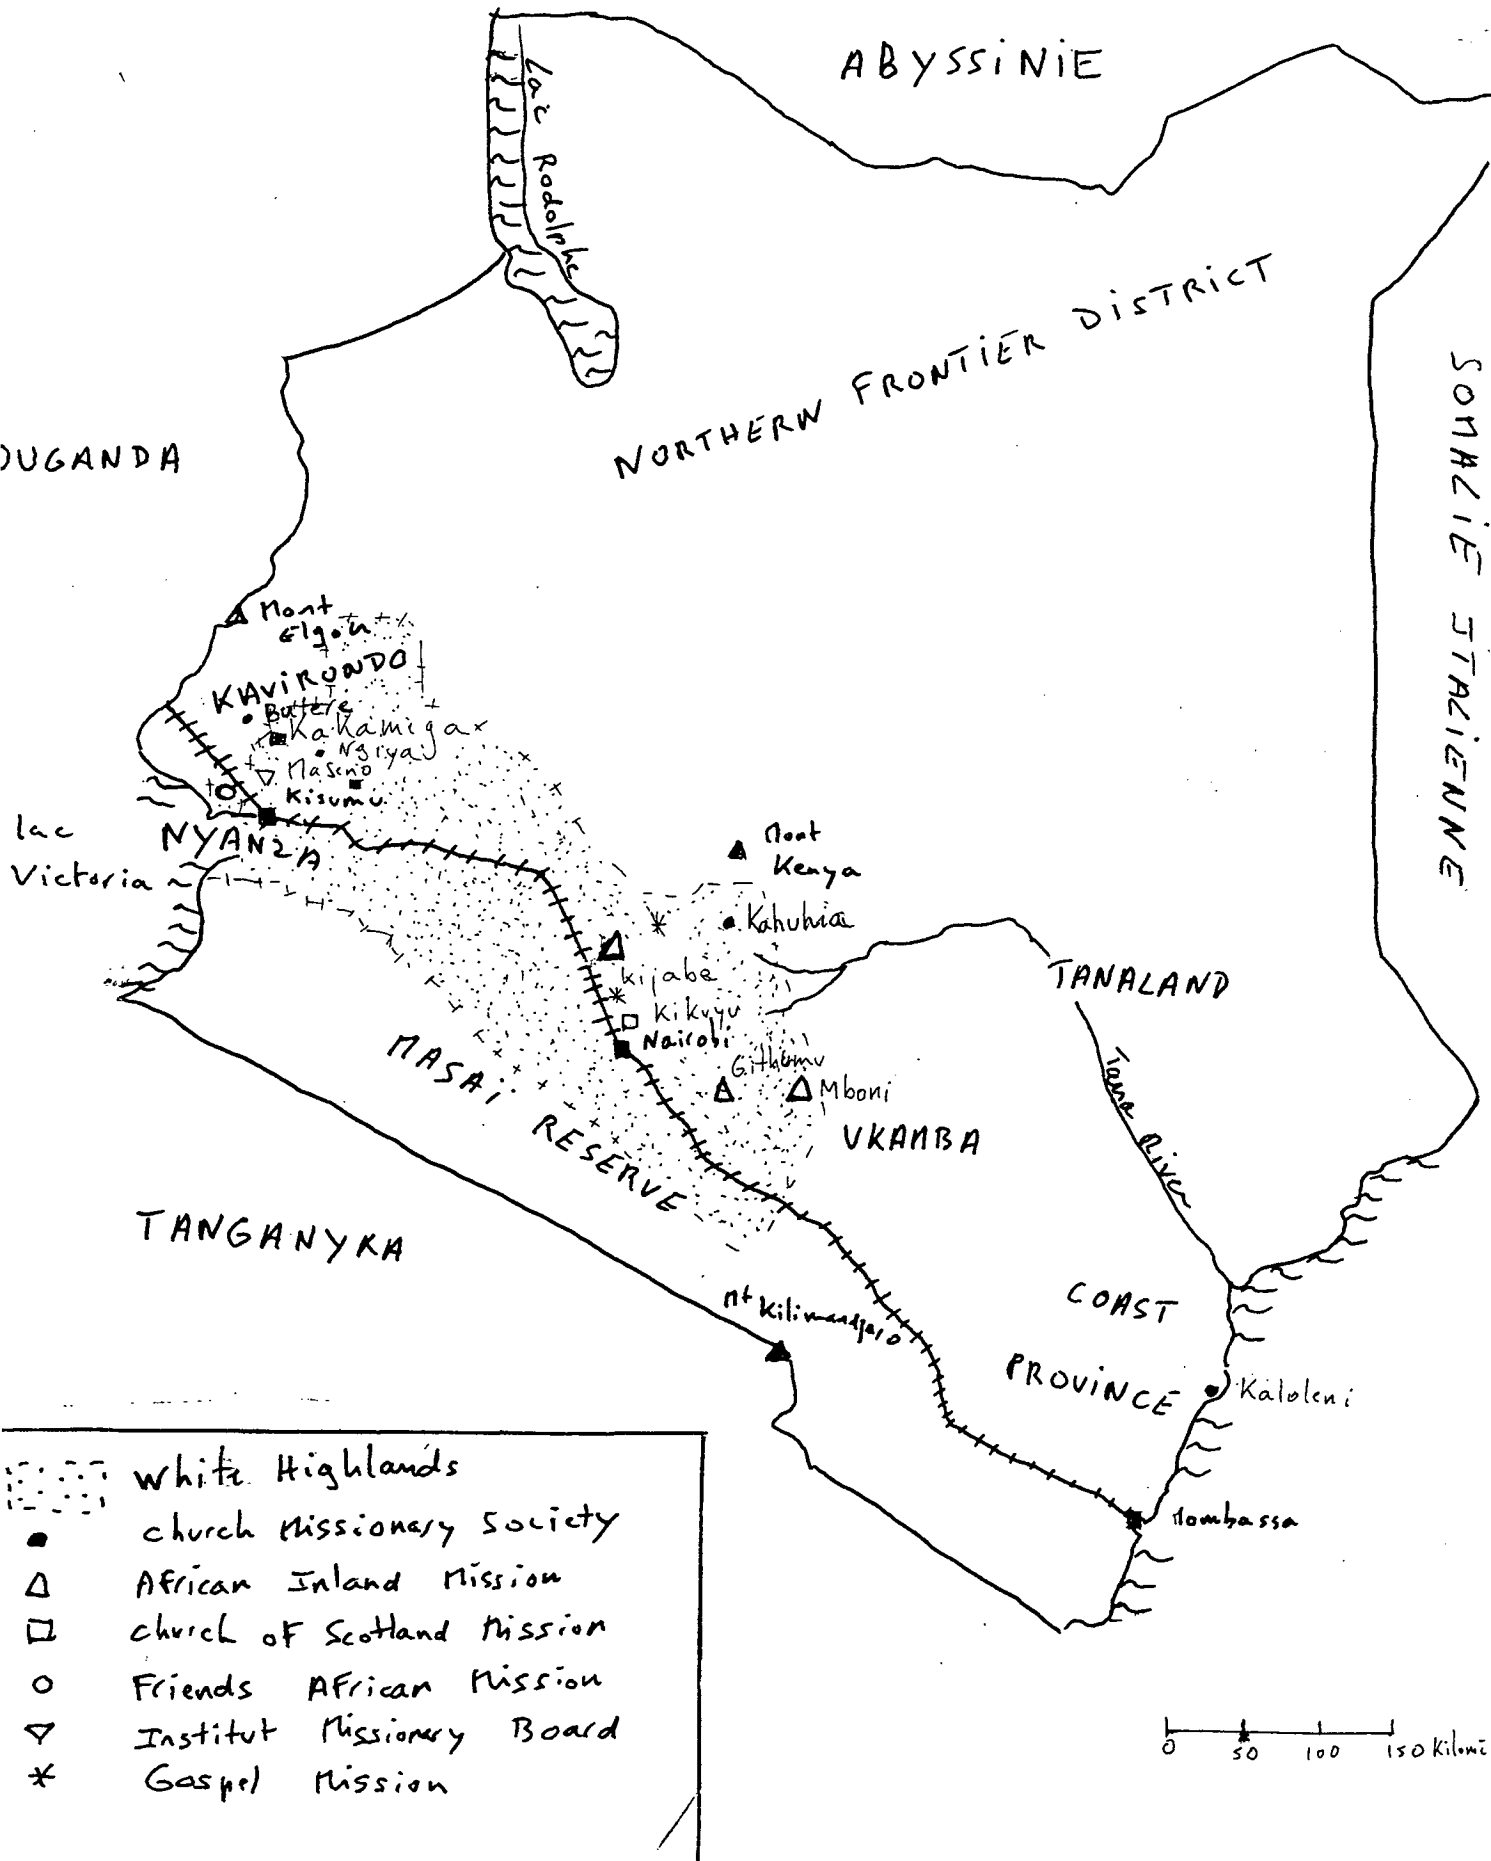 ABYSSiNiE
Lac Rodolphe
NORTHERN FRONTIER DiSTRICT
OUGANDA
SOMALiE ITALiENNE
Mont
Elgon
KAViRONDO
Buttere
Kakamiga
Ngiya
Maseno
Kisumu
lac
Victoria
NYANZA
Mont
Kenya
Kahuhia
Kijabe
Kikuyu
Nairobi
TANALAND
Tana River
Githumu
Mboni
UKAMBA
MASAi
RESERVE
TANGANYKA
Mt Kilimandjaro
COAST
PROViNCE
Kaloleni
Mombassa
White Highlands
church Missionary Society
African Inland Mission
church of Scotland Mission
Friends African Mission
Institut Missionary Board
Gospel Mission
0 50 100 150 Kilomè